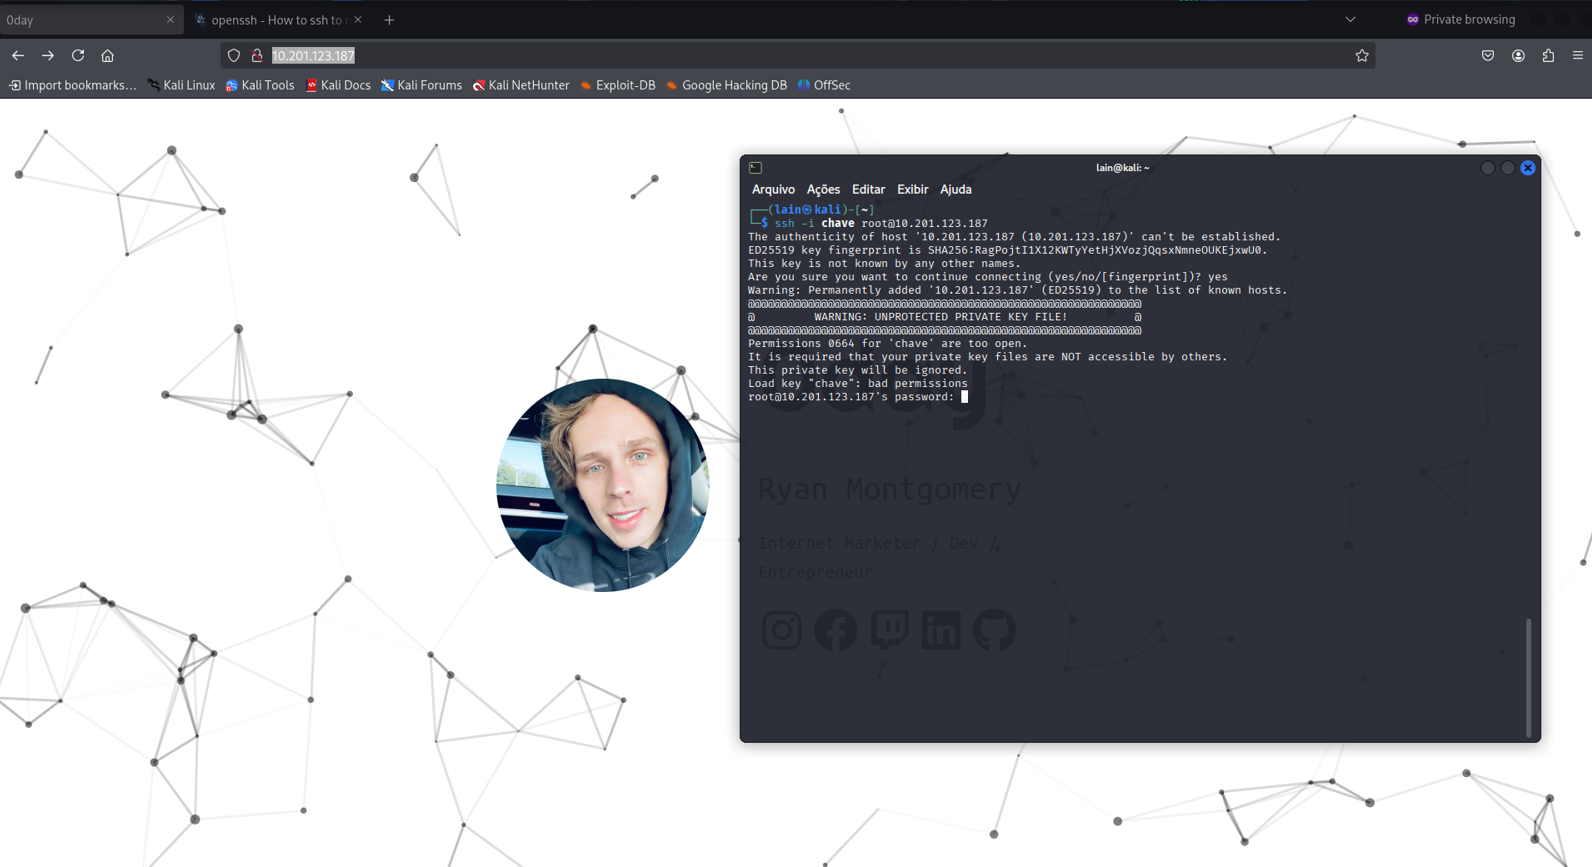 0day
openssh - How to ssh to r
Private browsing
10.201.123.187
Import bookmarks...
Kali Linux
Kali Tools
Kali Docs
Kali Forums
Kali NetHunter
Exploit-DB
Google Hacking DB
OffSec
lain@kali: ~
Arquivo Ações Editar Exibir Ajuda
┌──(lain㉿kali)-[~]
└─$ ssh -i chave root@10.201.123.187
The authenticity of host '10.201.123.187 (10.201.123.187)' can't be established.
ED25519 key fingerprint is SHA256:RagPojtI1X12KWTyYetHjXVozjQqsxNmneOUKEjxwU0.
This key is not known by any other names.
Are you sure you want to continue connecting (yes/no/[fingerprint])? yes
Warning: Permanently added '10.201.123.187' (ED25519) to the list of known hosts.
@@@@@@@@@@@@@@@@@@@@@@@@@@@@@@@@@@@@@@@@@@@@@@@@@@@@@@@@@@@
@         WARNING: UNPROTECTED PRIVATE KEY FILE!          @
@@@@@@@@@@@@@@@@@@@@@@@@@@@@@@@@@@@@@@@@@@@@@@@@@@@@@@@@@@@
Permissions 0664 for 'chave' are too open.
It is required that your private key files are NOT accessible by others.
This private key will be ignored.
Load key "chave": bad permissions
root@10.201.123.187's password:
0day
Ryan Montgomery
Internet Marketer / Dev /
Entrepreneur